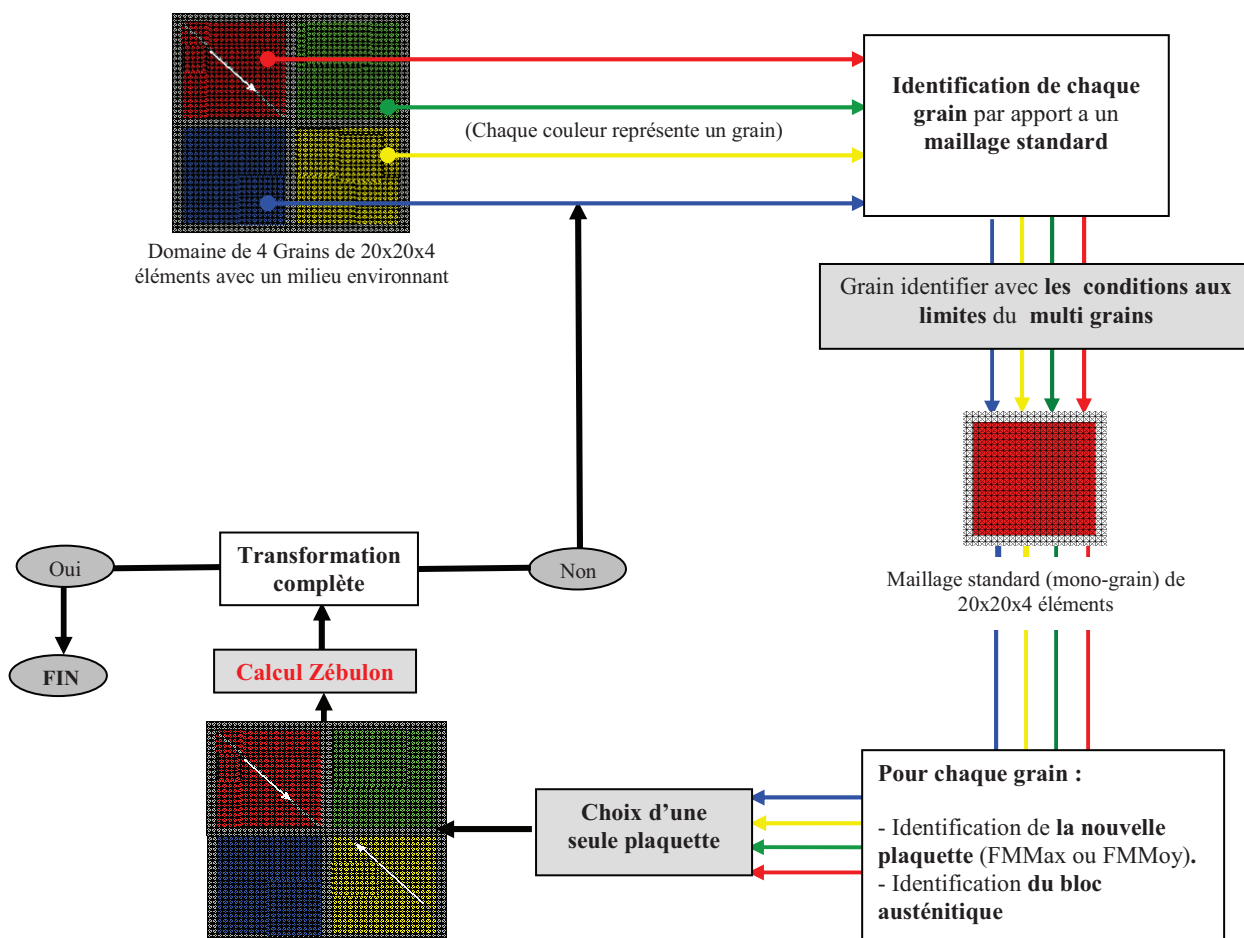 Identification de chaque
grain par apport a un
maillage standard
(Chaque couleur représente un grain)
Domaine de 4 Grains de 20x20x4
éléments avec un milieu environnant
Grain identifier avec les conditions aux
limites du multi grains
Maillage standard (mono-grain) de
20x20x4 éléments
Oui
Transformation
complète
Non
FIN
Calcul Zébulon
Choix d’une
seule plaquette
Pour chaque grain :
- Identification de la nouvelle
plaquette (FMMax ou FMMoy).
- Identification du bloc
austénitique